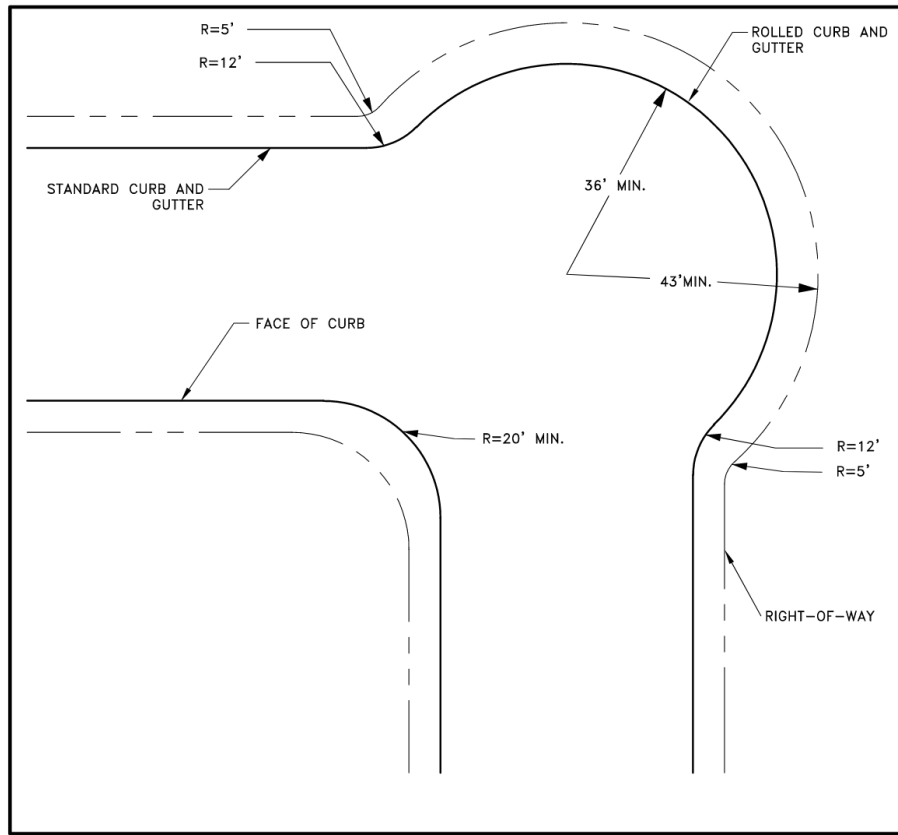 R=5'
R=12'
ROLLED CURB AND
GUTTER
36' MIN.
STANDARD CURB AND
GUTTER
43'MIN.
FACE OF CURB
R=20' MIN.
R=12'
R=5'
RIGHT-OF-WAY